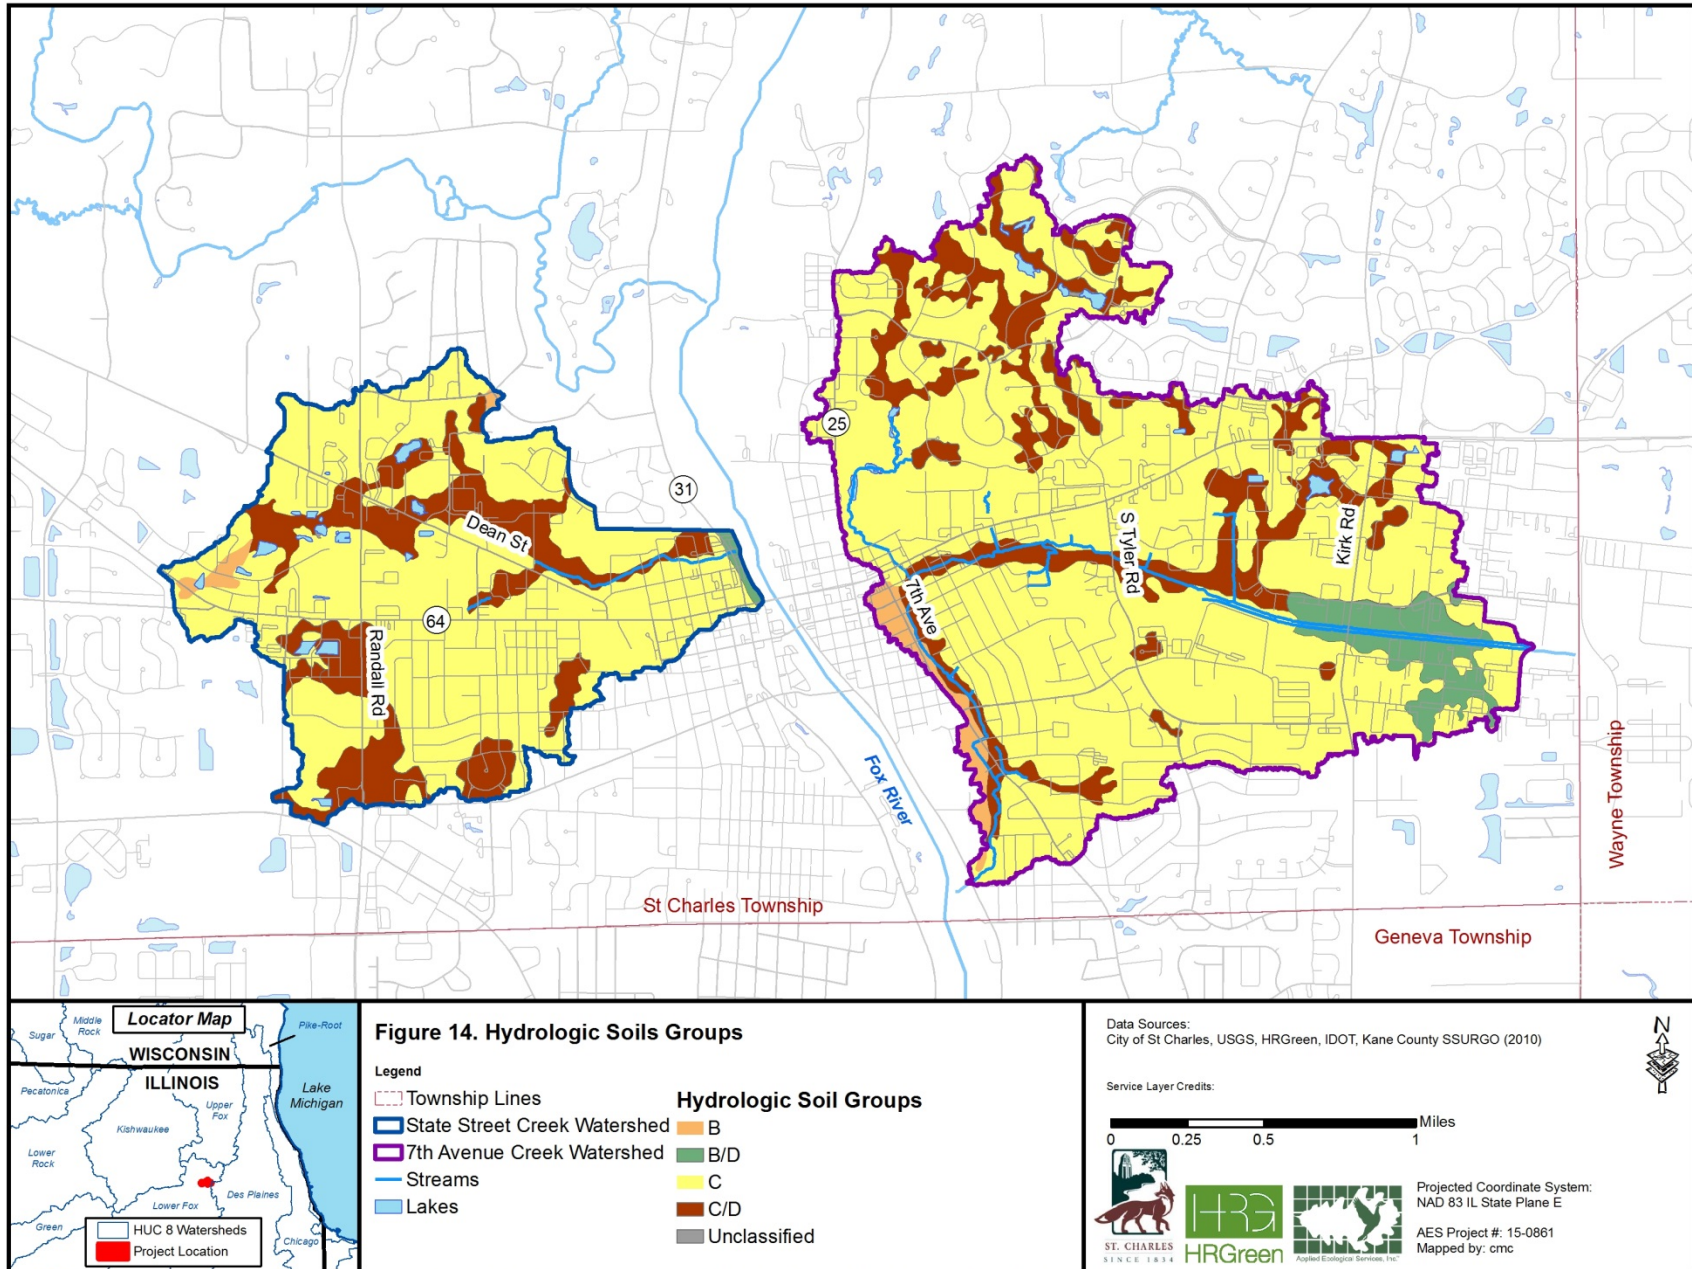 25
31
Dean St
S Tyler Rd
Kirk Rd
7th Ave
64
Randall Rd
Fox River
Wayne Township
St Charles Township
Geneva Township
Locator Map
Sugar
Middle
Rock
Pike-Root
WISCONSIN
ILLINOIS
Pecatonica
Lake
Michigan
Upper
Fox
Kishwaukee
Lower
Rock
Des Plaines
Lower Fox
Green
Chicago
HUC 8 Watersheds
Project Location
Figure 14. Hydrologic Soils Groups
Legend
Township Lines
State Street Creek Watershed
7th Avenue Creek Watershed
Streams
Lakes
Hydrologic Soil Groups
B
B/D
C
C/D
Unclassified
Data Sources:
City of St Charles, USGS, HRGreen, IDOT, Kane County SSURGO (2010)
Service Layer Credits:
N
Miles
0 0.25 0.5 1
ST. CHARLES
SINCE 1834
HRG
HRGreen
Applied Ecological Services, Inc.
Projected Coordinate System:
NAD 83 IL State Plane E
AES Project #: 15-0861
Mapped by: cmc